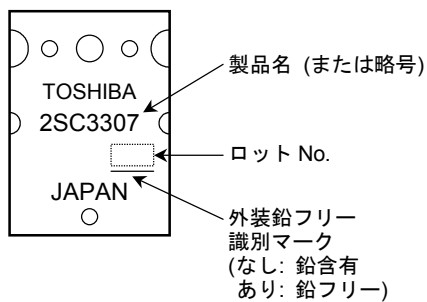 TOSHIBA
2SC3307
JAPAN
製品名 (または略号)
ロット No.
外装鉛フリー
識別マーク
(なし: 鉛含有
あり: 鉛フリー)